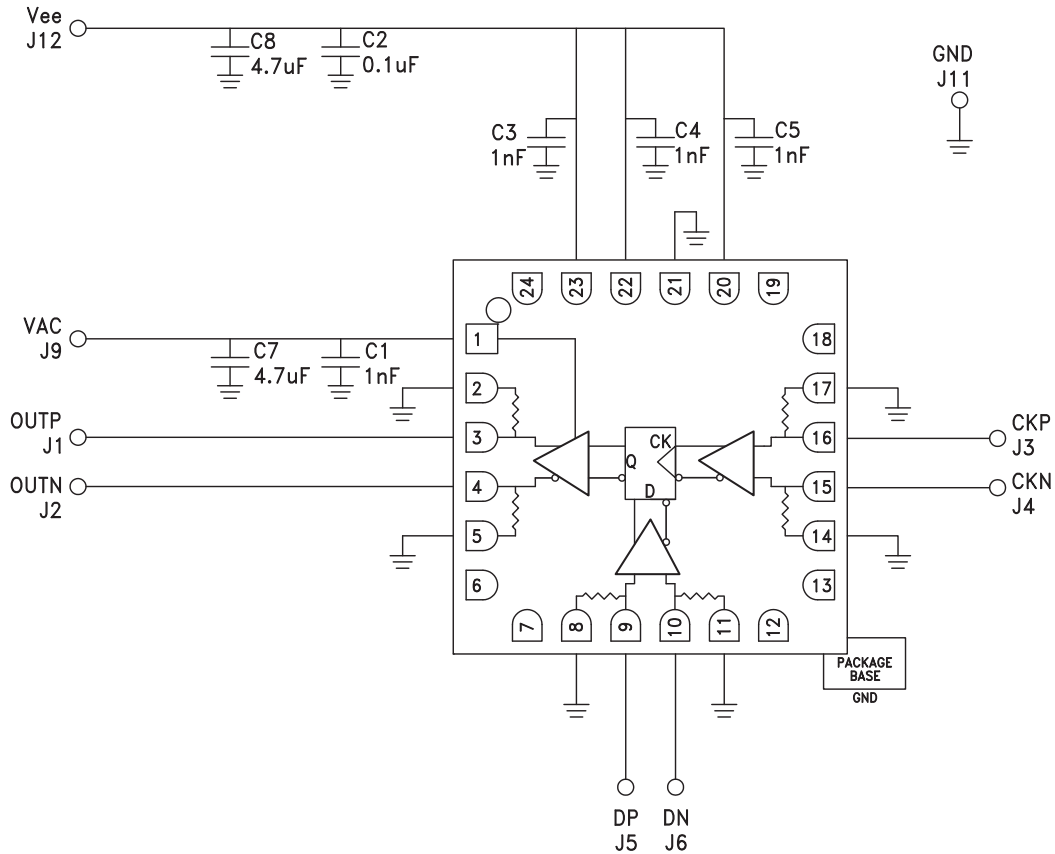 Vee
J12
C8
4.7uF
C2
0.1uF
GND
J11
C3
1nF
C4
1nF
C5
1nF
24
23
22
21
20
19
VAC
J9
C7
4.7uF
C1
1nF
1
18
2
17
OUTP
J1
3
CK
16
CKP
J3
Q
OUTN
J2
4
D
15
CKN
J4
5
14
6
13
7
8
9
10
11
12
PACKAGE
BASE
GND
DP
J5
DN
J6